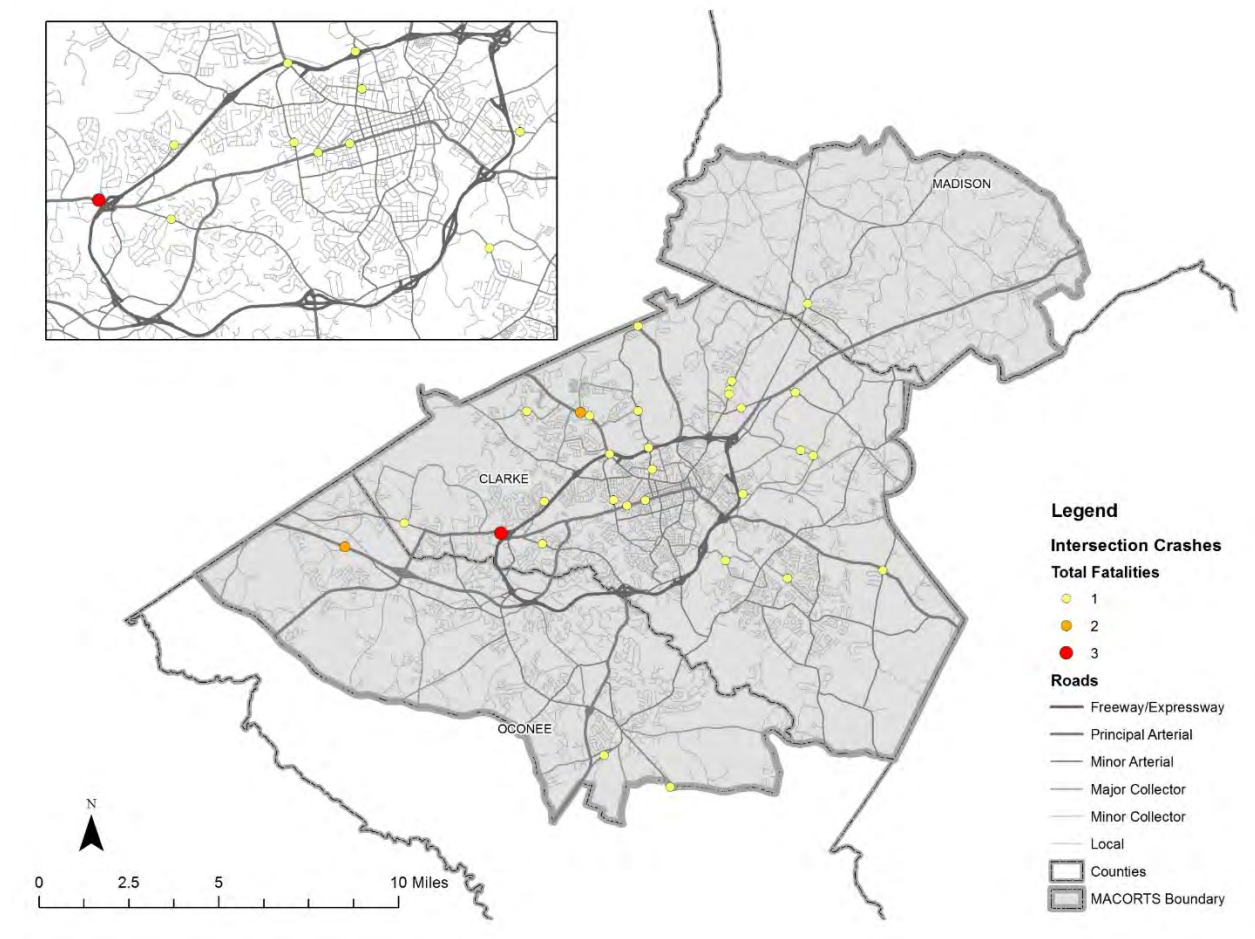 MADISON
CLARKE
OCONEE
Legend
Intersection Crashes
Total Fatalities
1
2
3
Roads
Freeway/Expressway
Principal Arterial
Minor Arterial
Major Collector
Minor Collector
Local
Counties
MACORTS Boundary
N
0 2.5 5 10 Miles